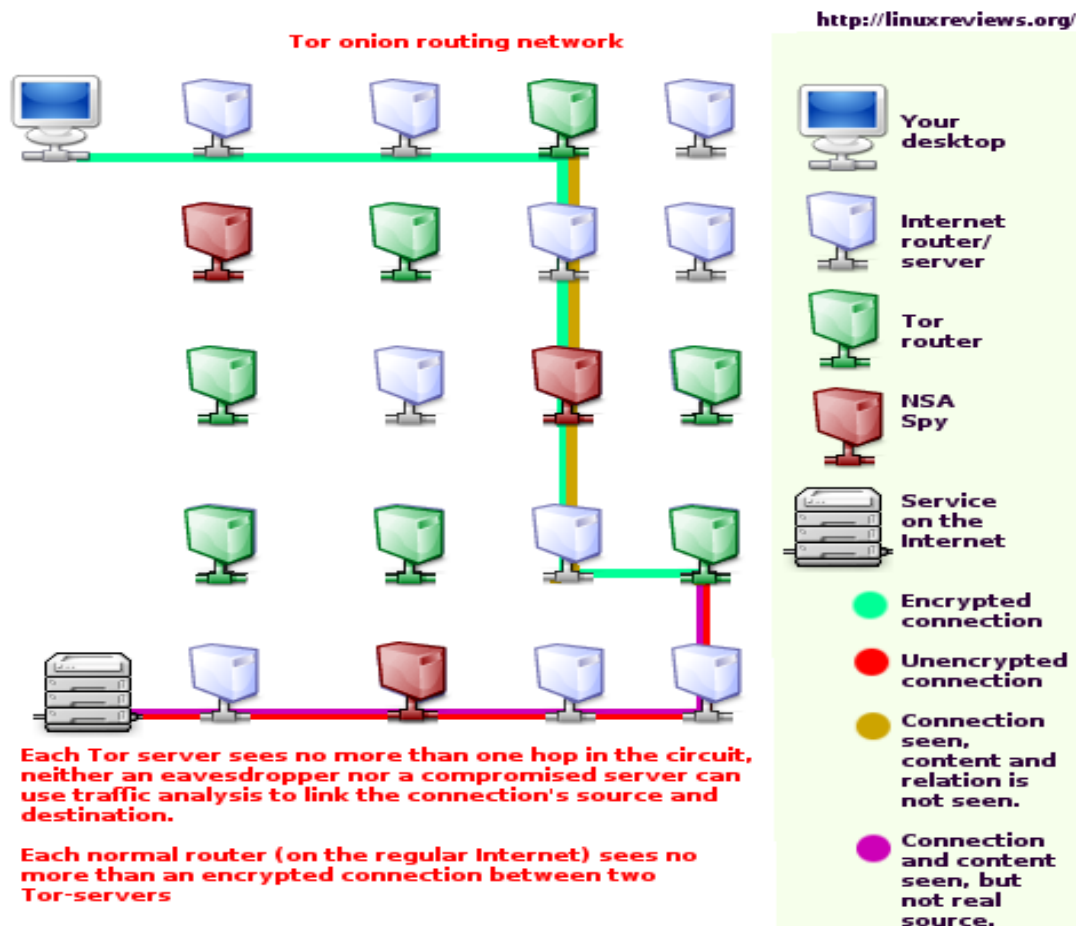 http://linuxreviews.org/
Tor onion routing network
Your
desktop
Internet
router/
server
Tor
router
NSA
Spy
Service
on the
Internet
Encrypted
connection
Unencrypted
connection
Connection
seen,
content and
relation is
not seen.
Connection
and content
seen, but
not real
source.
Each Tor server sees no more than one hop in the circuit,
neither an eavesdropper nor a compromised server can
use traffic analysis to link the connection's source and
destination.
Each normal router (on the regular Internet) sees no
more than an encrypted connection between two
Tor-servers